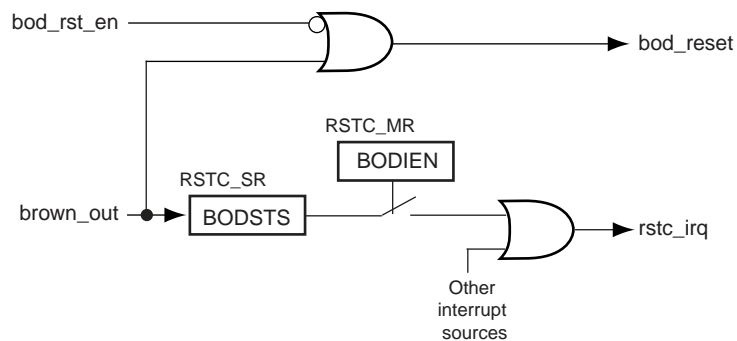 bod_rst_en
bod_reset
RSTC_MR
BODIEN
RSTC_SR
brown_out
BODSTS
rstc_irq
Other
interrupt
sources